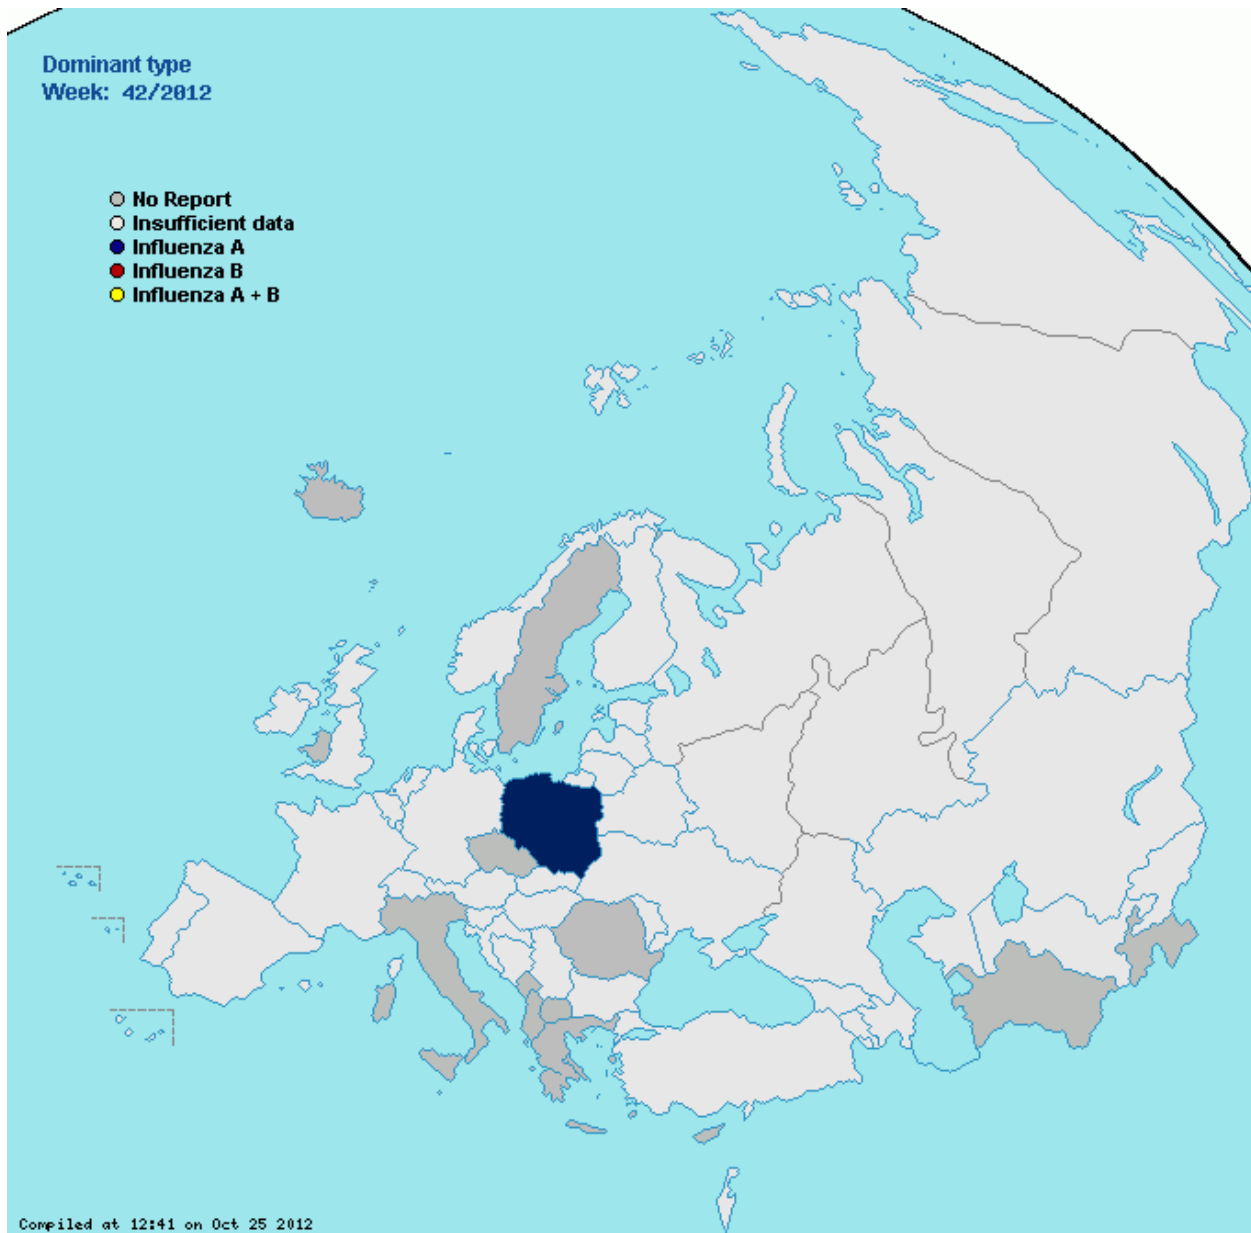 Dominant type
Week: 42/2012
No Report
Insufficient data
Influenza A
Influenza B
Influenza A + B
Compiled at 12:41 on Oct 25 2012